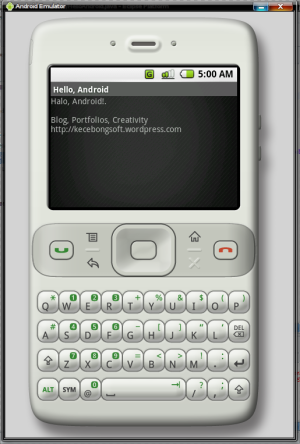 Android Emulator
G 5:00 AM
Hello, Android
Halo, Android!.
Blog, Portfolios, Creativity
http://kecebongsoft.wordpress.com
Q * W 1 E 2 R 3 T + Y % U & I $ O ( P )
A # S 4 D 5 F 6 G - H [ J ] K " L ' DEL
Z 7 X 8 C 9 V = B < N > M ! . :
ALT SYM @ 0 / ? , ;